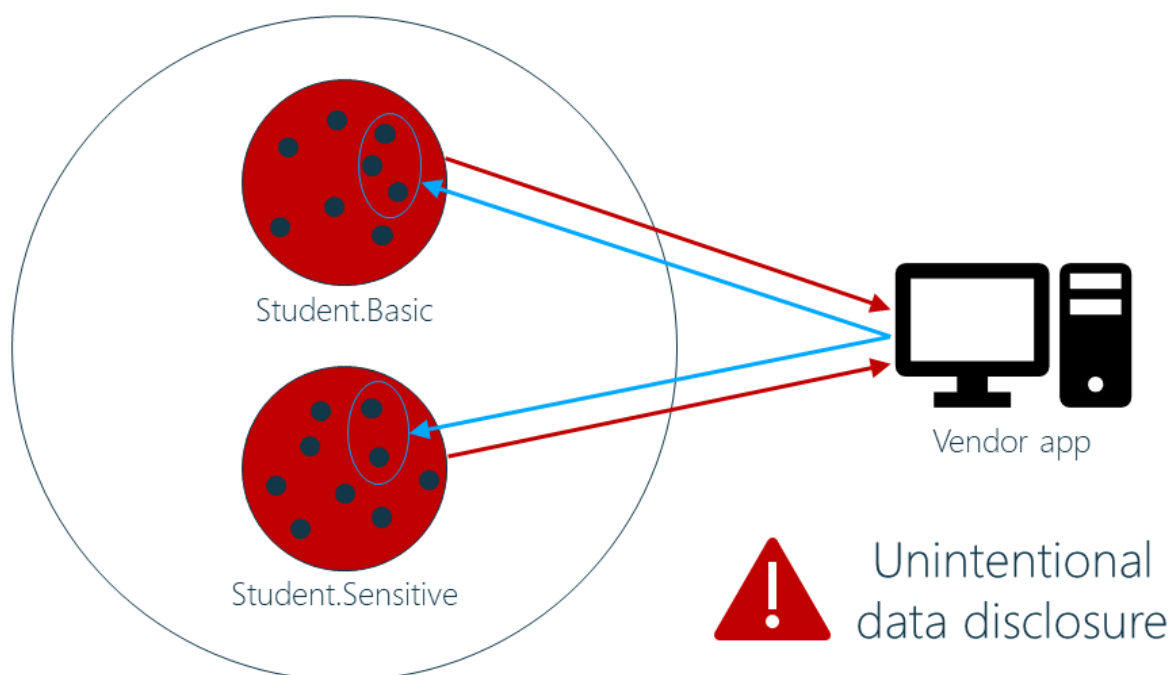 Student.Basic
Student.Sensitive
Vendor app
Unintentional
data disclosure